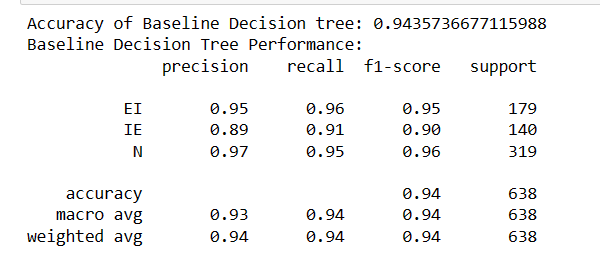 Accuracy of Baseline Decision tree: 0.9435736677115988
Baseline Decision Tree Performance:
              precision    recall  f1-score   support

          EI       0.95      0.96      0.95       179
          IE       0.89      0.91      0.90       140
           N       0.97      0.95      0.96       319

    accuracy                           0.94       638
   macro avg       0.93      0.94      0.94       638
weighted avg       0.94      0.94      0.94       638